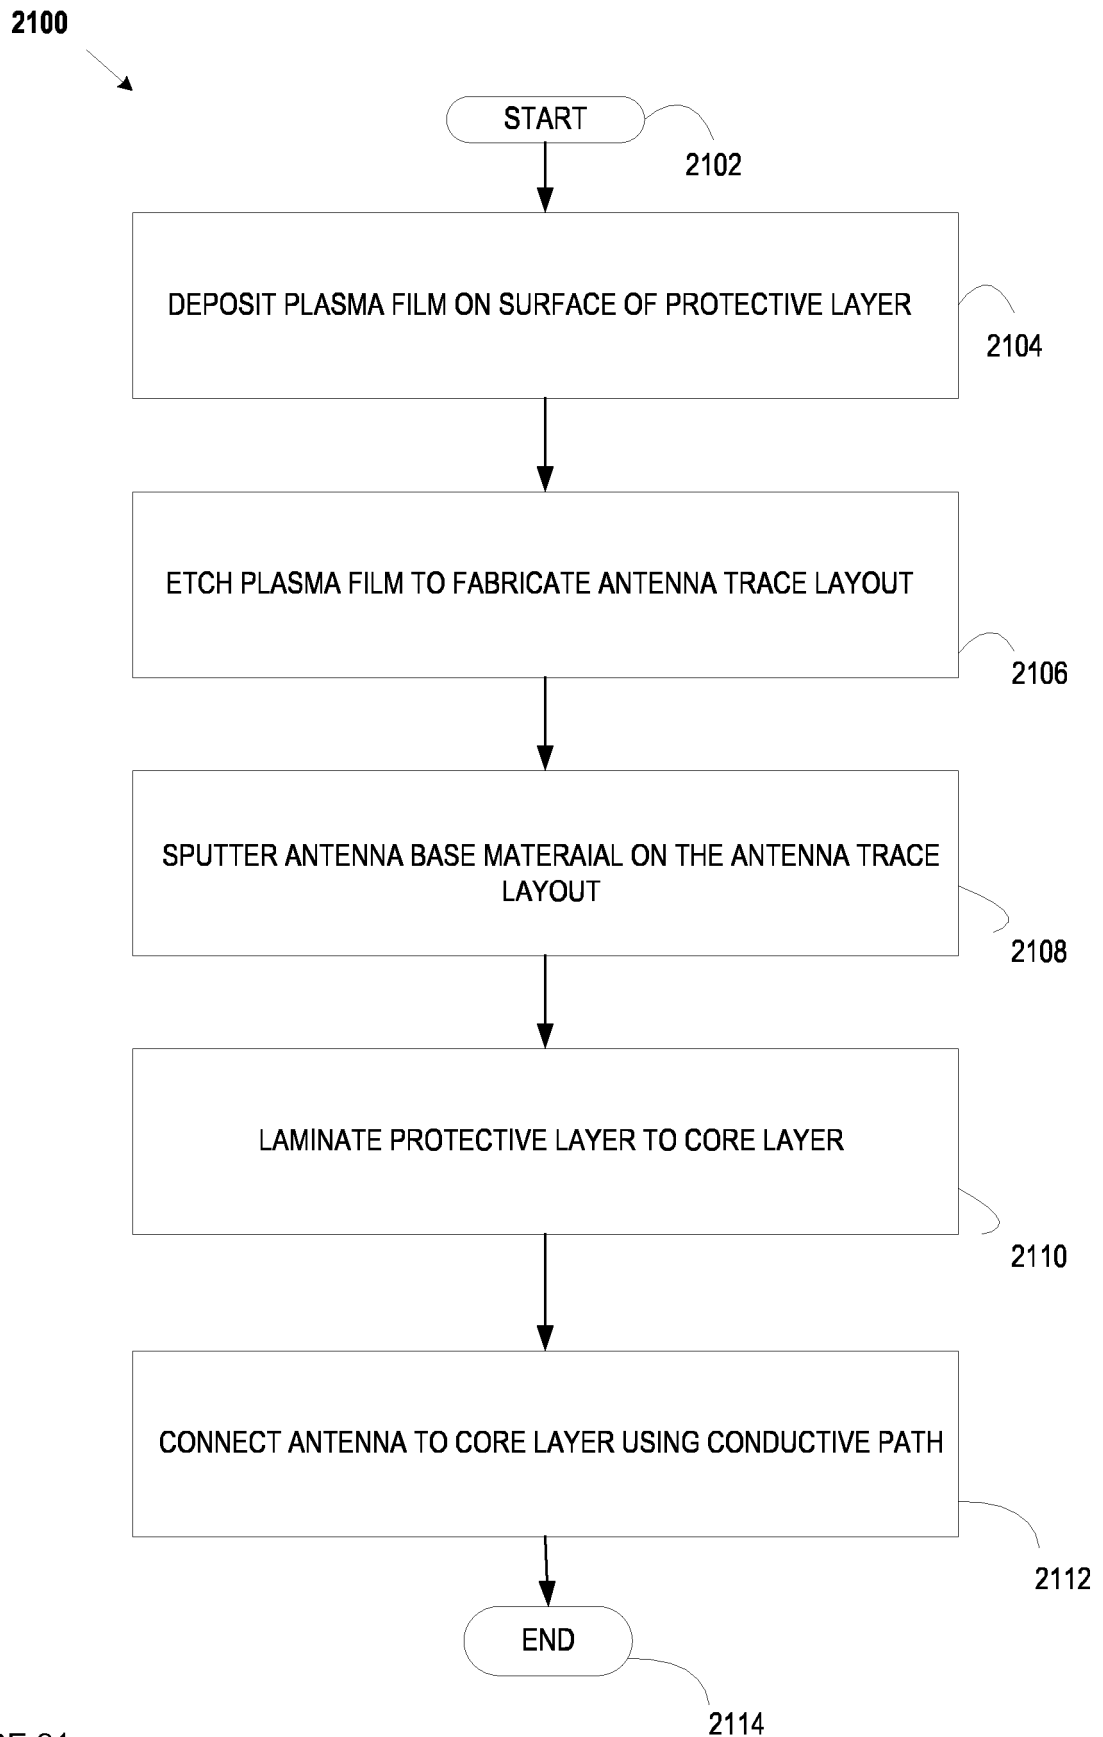 2100
START
2102
DEPOSIT PLASMA FILM ON SURFACE OF PROTECTIVE LAYER
2104
ETCH PLASMA FILM TO FABRICATE ANTENNA TRACE LAYOUT
2106
SPUTTER ANTENNA BASE MATERAIAL ON THE ANTENNA TRACE
LAYOUT
2108
LAMINATE PROTECTIVE LAYER TO CORE LAYER
2110
CONNECT ANTENNA TO CORE LAYER USING CONDUCTIVE PATH
2112
END
2114